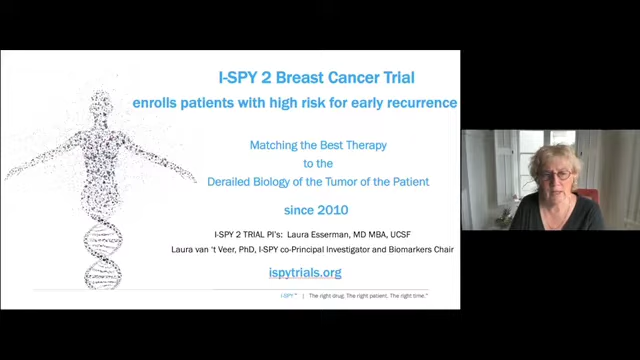 I-SPY 2 Breast Cancer Trial
enrolls patients with high risk for early recurrence
Matching the Best Therapy
to the
Derailed Biology of the Tumor of the Patient
since 2010
I-SPY 2 TRIAL PI's: Laura Esserman, MD MBA, UCSF
Laura van 't Veer, PhD, I-SPY co-Principal Investigator and Biomarkers Chair
ispytrials.org
I-SPY™ | The right drug. The right patient. The right time.™